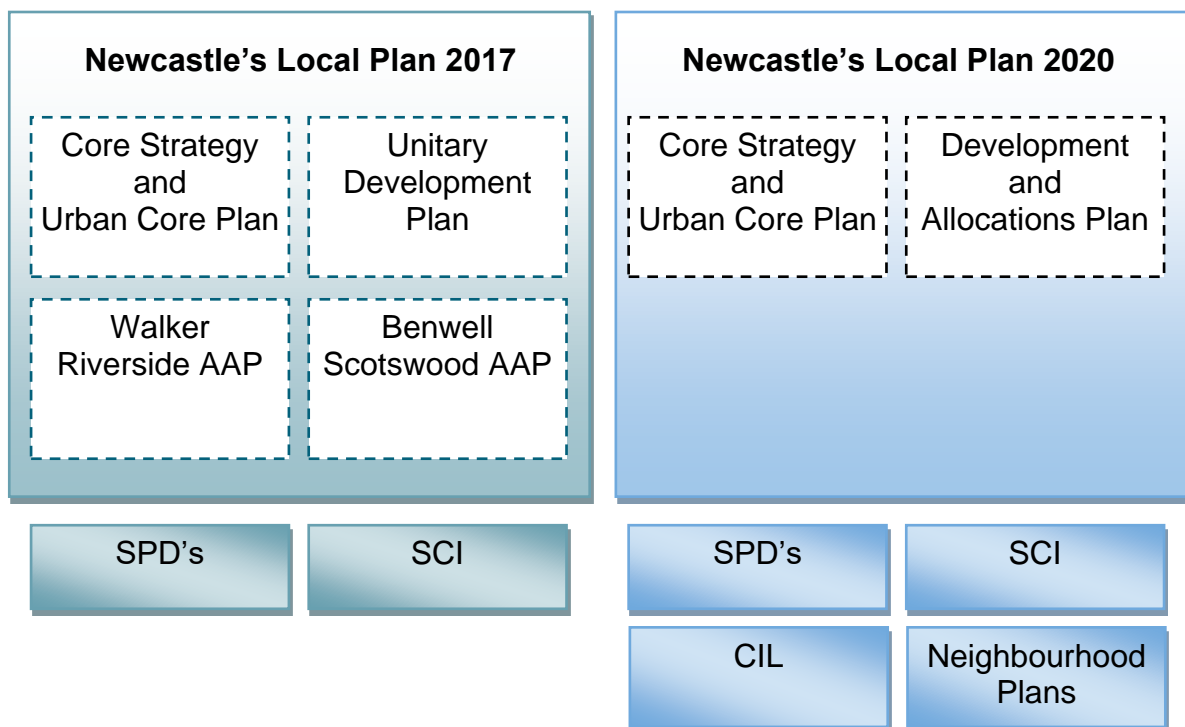 Newcastle's Local Plan 2017
Core Strategy
and
Urban Core Plan
Unitary
Development
Plan
Walker
Riverside AAP
Benwell
Scotswood AAP
SPD's
SCI
Newcastle's Local Plan 2020
Core Strategy
and
Urban Core Plan
Development
and
Allocations Plan
SPD's
SCI
CIL
Neighbourhood
Plans